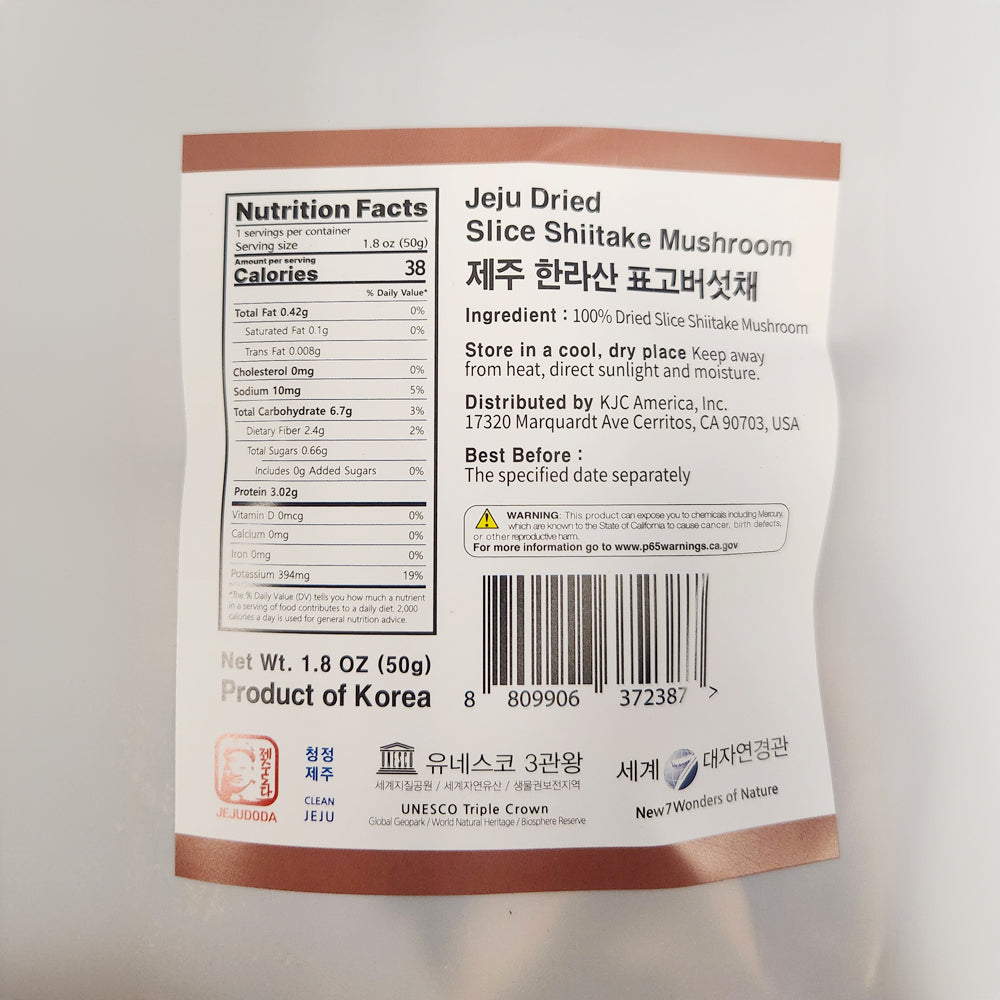 Nutrition Facts
1 servings per container
Serving size 1.8 oz (50g)
Amount per serving
Calories 38
% Daily Value*
Total Fat 0.42g 0%
Saturated Fat 0.1g 0%
Trans Fat 0.008g
Cholesterol 0mg 0%
Sodium 10mg 5%
Total Carbohydrate 6.7g 3%
Dietary Fiber 2.4g 2%
Total Sugars 0.66g
Includes 0g Added Sugars 0%
Protein 3.02g
Vitamin D 0mcg 0%
Calcium 0mg 0%
Iron 0mg 0%
Potassium 394mg 19%
*The % Daily Value (DV) tells you how much a nutrient
in a serving of food contributes to a daily diet. 2,000
calories a day is used for general nutrition advice.
Net Wt. 1.8 OZ (50g)
Product of Korea
Jeju Dried
Slice Shiitake Mushroom
제주 한라산 표고버섯채
Ingredient : 100% Dried Slice Shiitake Mushroom
Store in a cool, dry place Keep away
from heat, direct sunlight and moisture.
Distributed by KJC America, Inc.
17320 Marquardt Ave Cerritos, CA 90703, USA
Best Before :
The specified date separately
WARNING: This product can expose you to chemicals including Mercury,
which are known to the State of California to cause cancer, birth defects,
or other reproductive harm.
For more information go to www.p65warnings.ca.gov
8 809906 372387 >
JEJUDODA
청정
제주
CLEAN
JEJU
UNESCO
유네스코 3관왕
세계지질공원 / 세계자연유산 / 생물권보전지역
UNESCO Triple Crown
Global Geopark / World Natural Heritage / Biosphere Reserve
세계 7 대자연경관
New7Wonders of Nature